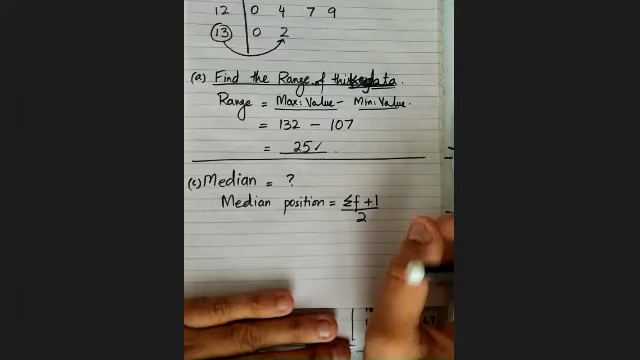 12 | 0 4 7 9
13 | 0 2
(a) Find the Range of this data.
Range = Max: Value - Min: Value.
= 132 - 107
= 25 ✓
(c) Median = ?
Median position = Σf + 1
2